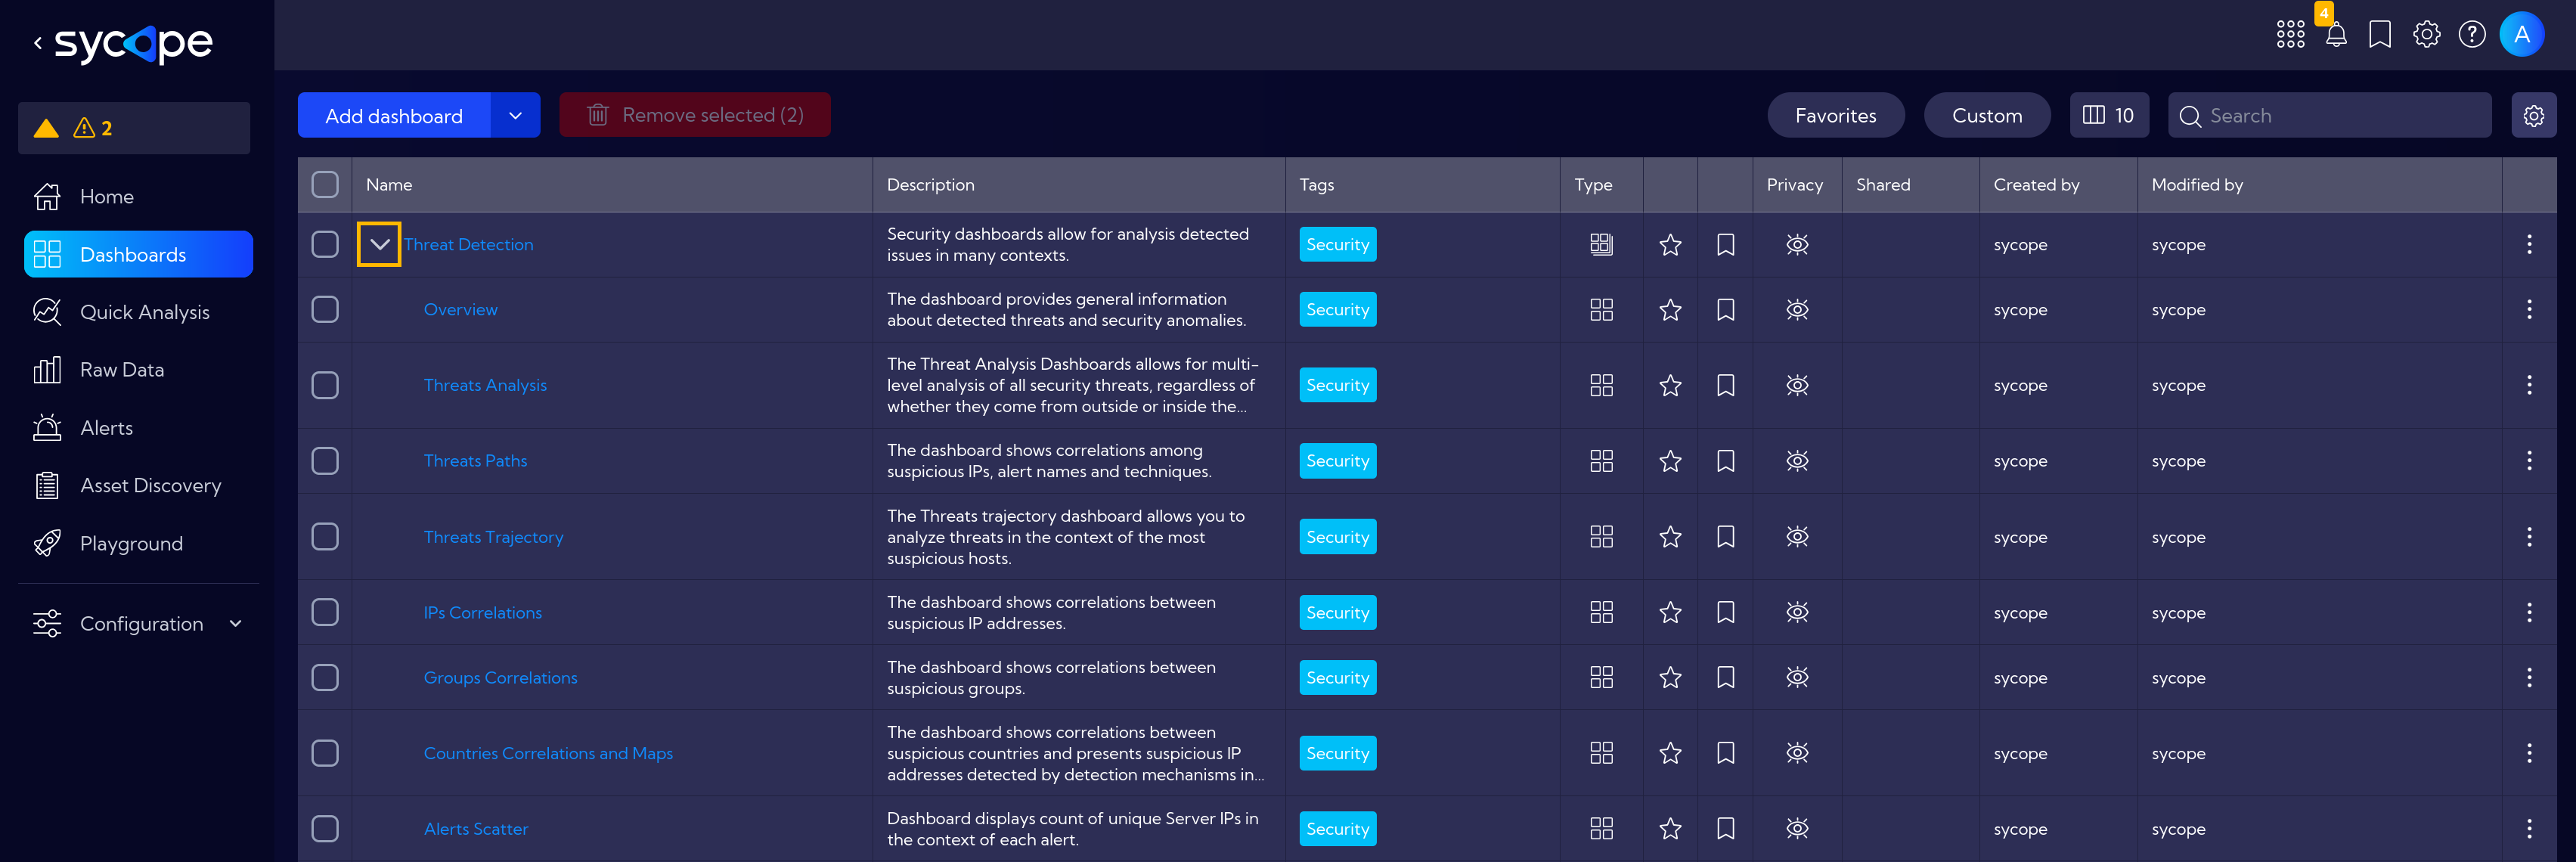 sycope
4
A
2
Home
Dashboards
Quick Analysis
Raw Data
Alerts
Asset Discovery
Playground
Configuration
Add dashboard
Remove selected (2)
Favorites
Custom
10
Search
Name Description Tags Type Privacy Shared Created by Modified by
Threat Detection
Security dashboards allow for analysis detected
issues in many contexts.
Security
sycope
sycope
Overview
The dashboard provides general information
about detected threats and security anomalies.
Security
sycope
sycope
Threats Analysis
The Threat Analysis Dashboards allows for multi-
level analysis of all security threats, regardless of
whether they come from outside or inside the...
Security
sycope
sycope
Threats Paths
The dashboard shows correlations among
suspicious IPs, alert names and techniques.
Security
sycope
sycope
Threats Trajectory
The Threats trajectory dashboard allows you to
analyze threats in the context of the most
suspicious hosts.
Security
sycope
sycope
IPs Correlations
The dashboard shows correlations between
suspicious IP addresses.
Security
sycope
sycope
Groups Correlations
The dashboard shows correlations between
suspicious groups.
Security
sycope
sycope
Countries Correlations and Maps
The dashboard shows correlations between
suspicious countries and presents suspicious IP
addresses detected by detection mechanisms in...
Security
sycope
sycope
Alerts Scatter
Dashboard displays count of unique Server IPs in
the context of each alert.
Security
sycope
sycope